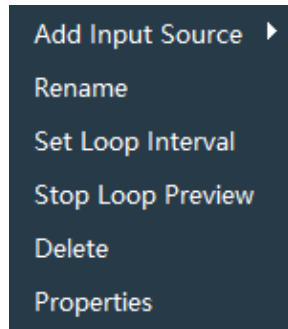 Add Input Source
Rename
Set Loop Interval
Stop Loop Preview
Delete
Properties